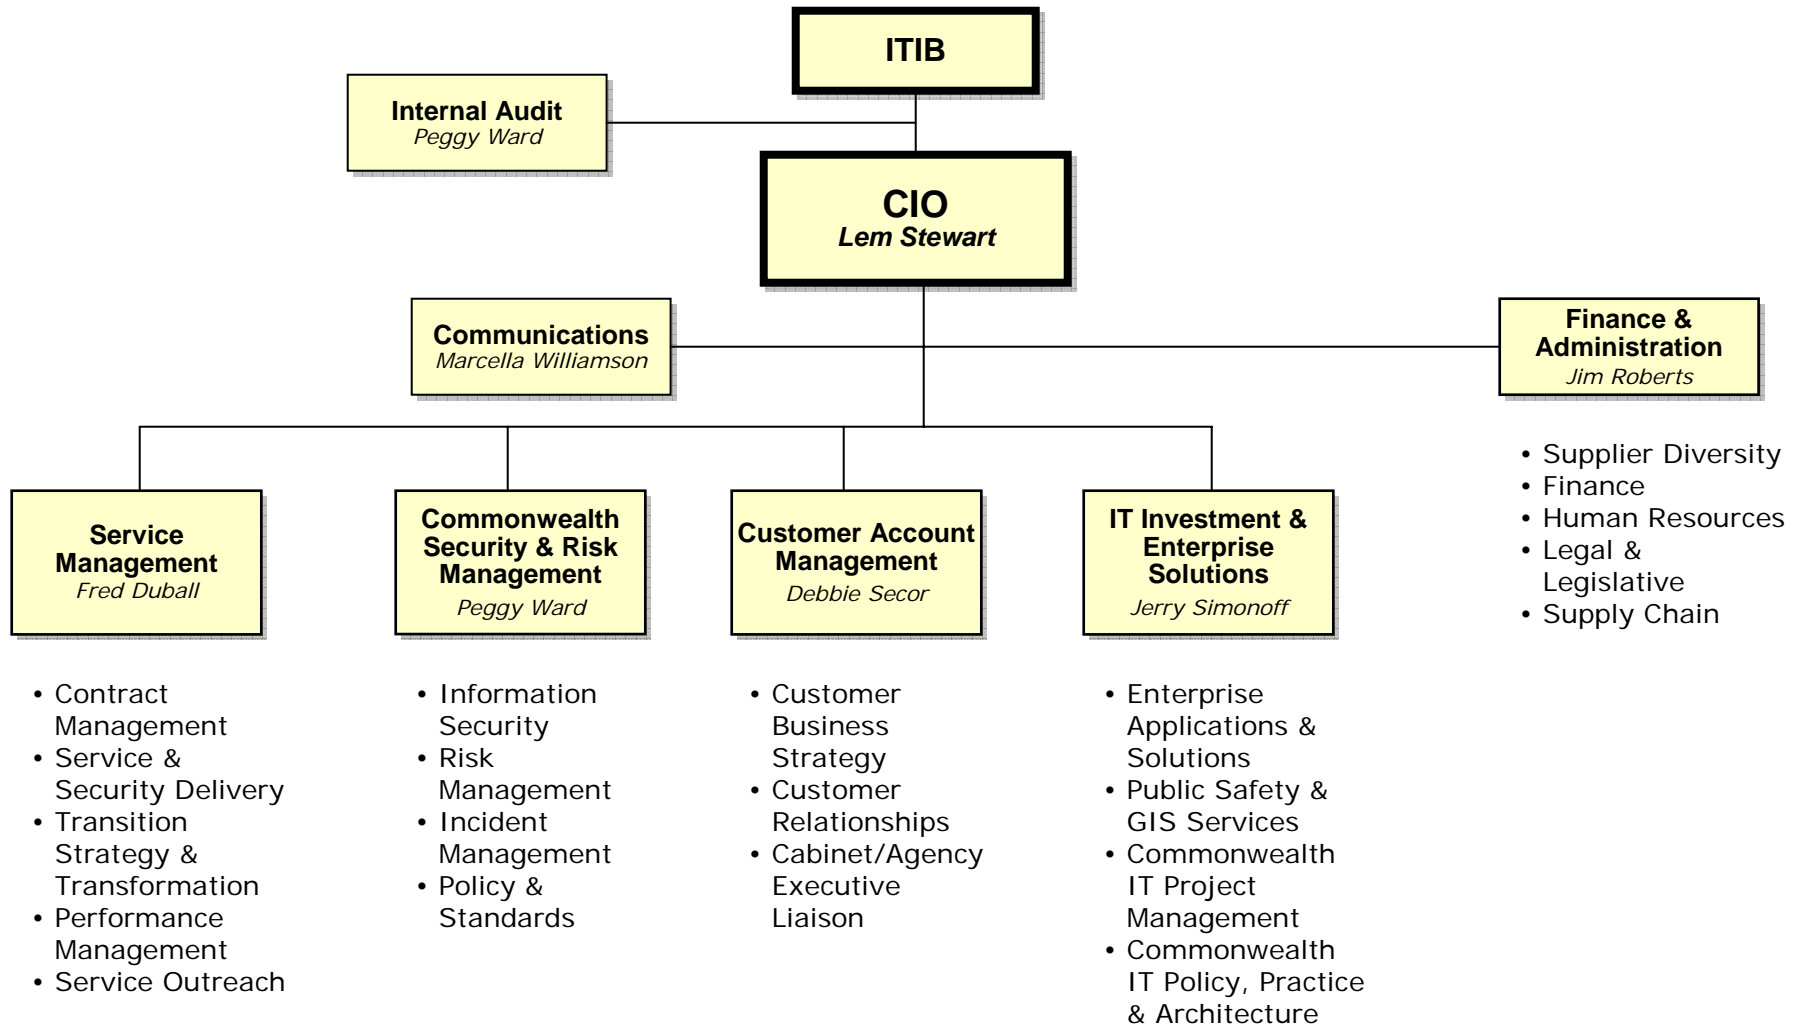 ITIB
Internal Audit
Peggy Ward
CIO
Lem Stewart
Communications
Marcella Williamson
Finance &
Administration
Jim Roberts
• Supplier Diversity
• Finance
• Human Resources
• Legal &
Legislative
• Supply Chain
Service
Management
Fred Duball
• Contract
Management
• Service &
Security Delivery
• Transition
Strategy &
Transformation
• Performance
Management
• Service Outreach
Commonwealth
Security & Risk
Management
Peggy Ward
• Information
Security
• Risk
Management
• Incident
Management
• Policy &
Standards
Customer Account
Management
Debbie Secor
• Customer
Business
Strategy
• Customer
Relationships
• Cabinet/Agency
Executive
Liaison
IT Investment &
Enterprise
Solutions
Jerry Simonoff
• Enterprise
Applications &
Solutions
• Public Safety &
GIS Services
• Commonwealth
IT Project
Management
• Commonwealth
IT Policy, Practice
& Architecture